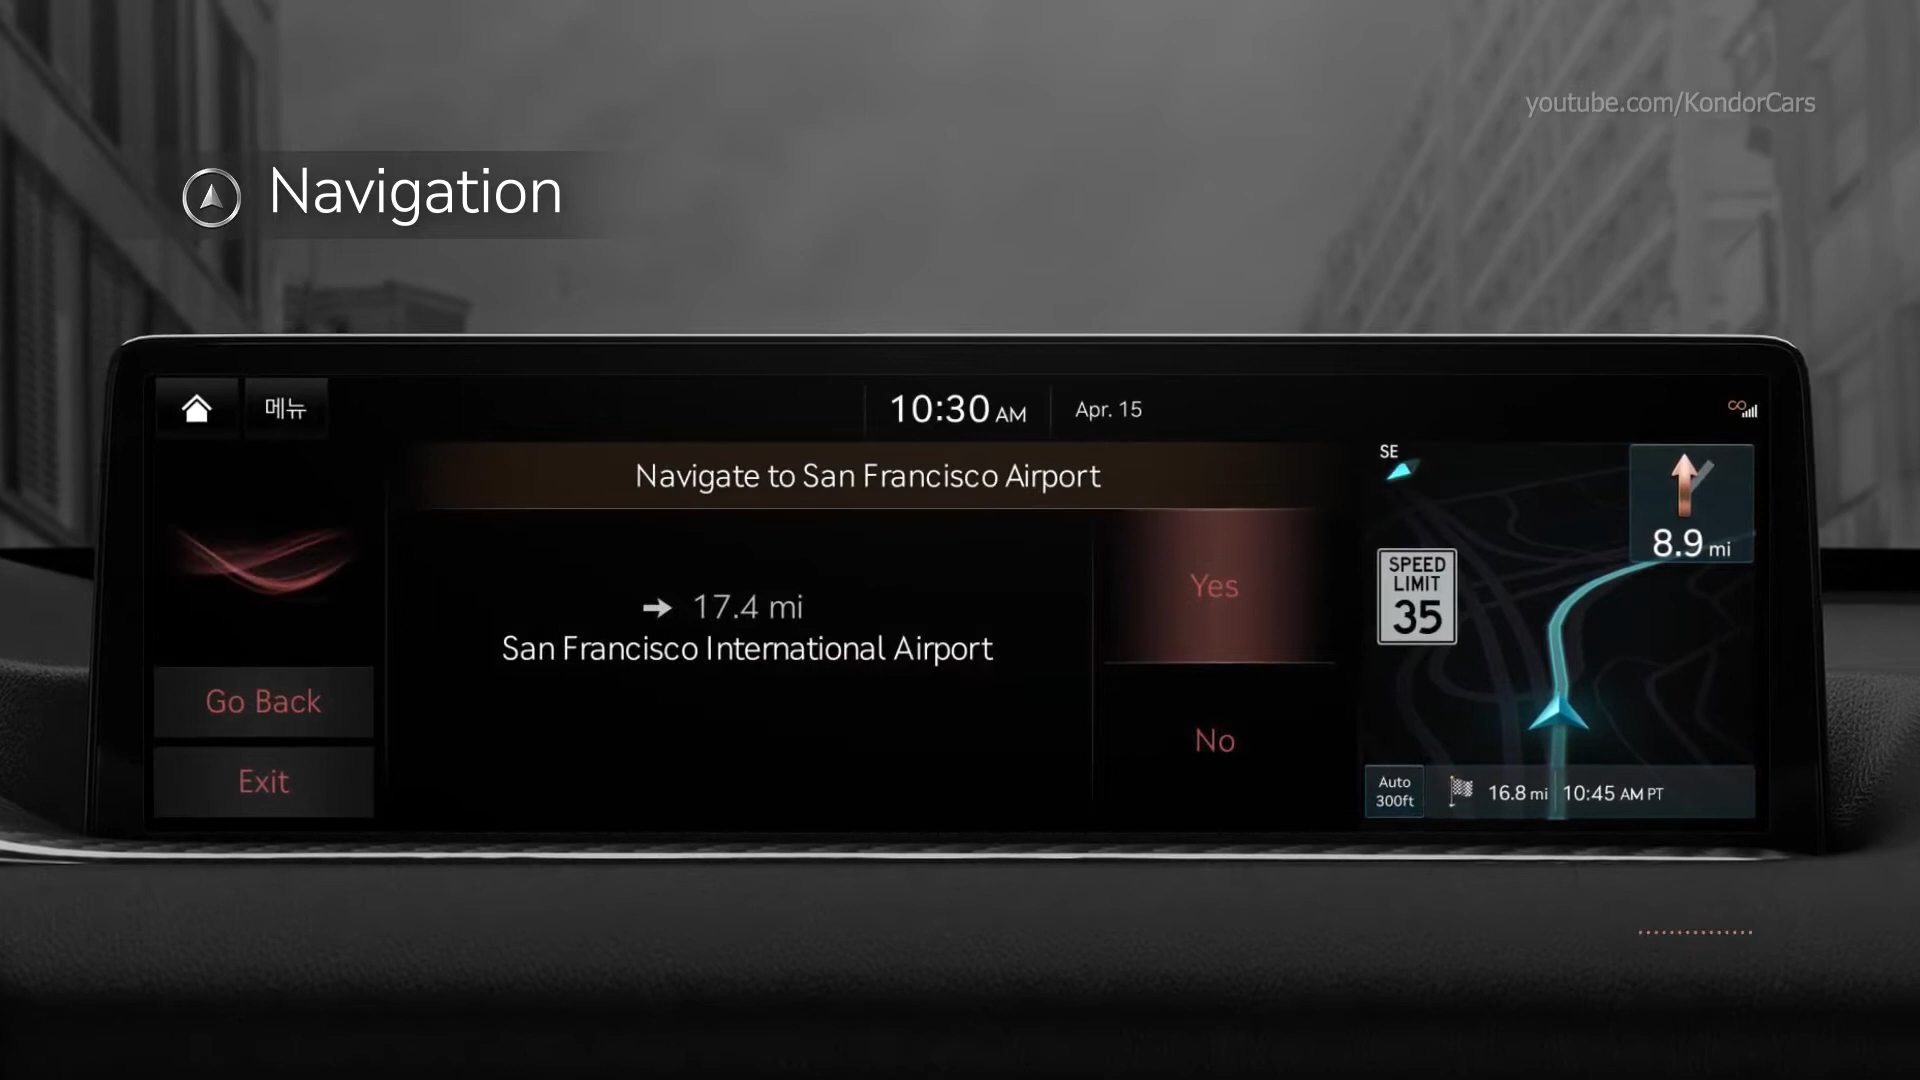 youtube.com/KondorCars
Navigation
메뉴
10:30 AM
Apr. 15
Navigate to San Francisco Airport
17.4 mi
San Francisco International Airport
Yes
No
Go Back
Exit
SE
8.9 mi
SPEED
LIMIT
35
Auto
300ft
16.8 mi
10:45 AM PT